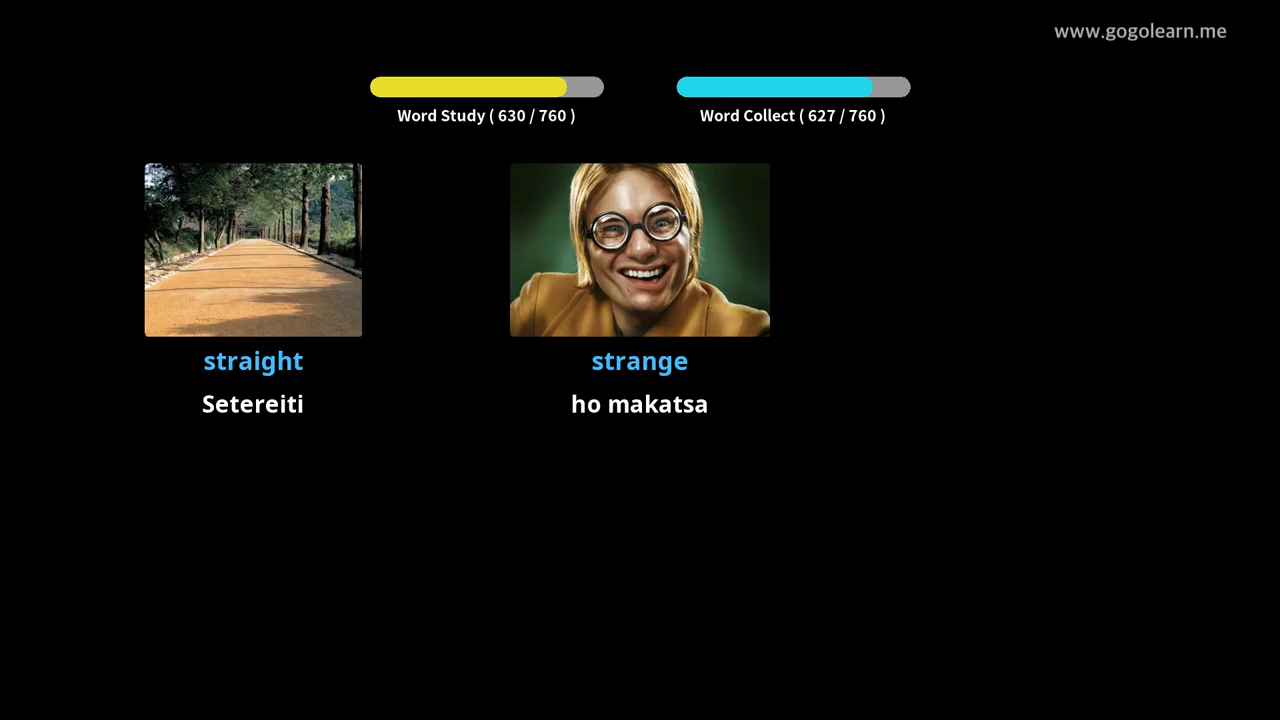 www.gogolearn.me
Word Study ( 630 / 760 )
Word Collect ( 627 / 760 )
straight
strange
Setereiti
ho makatsa